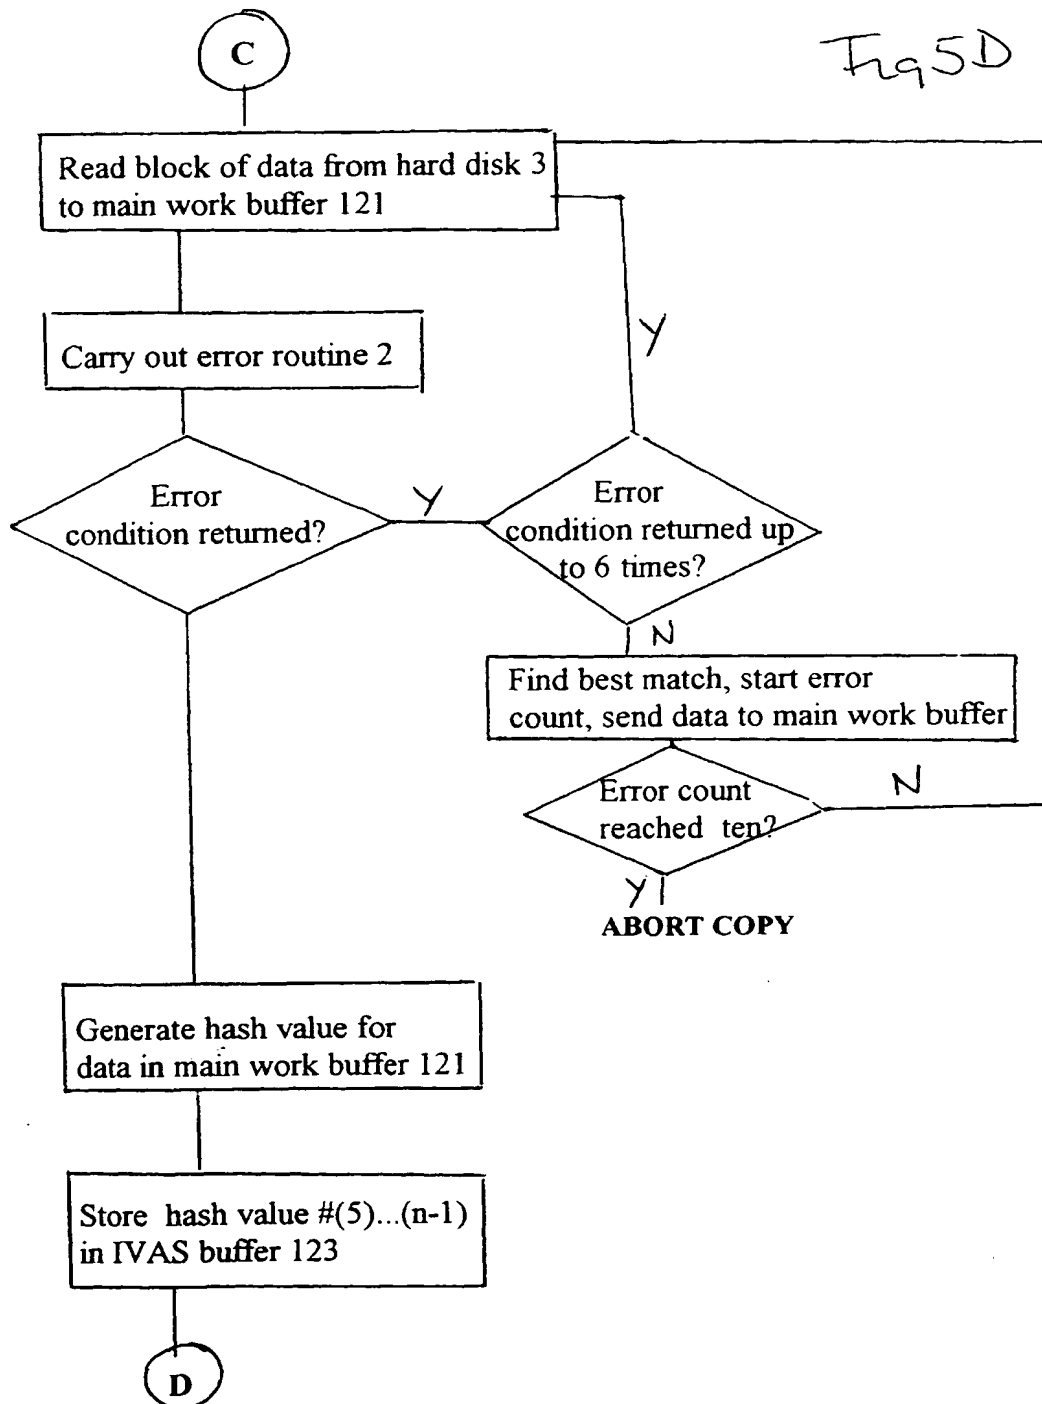 C
Fig 5D
Read block of data from hard disk 3
to main work buffer 121
Y
Carry out error routine 2
Error
condition returned?
Y
Error
condition returned up
to 6 times?
N
Find best match, start error
count, send data to main work buffer
Error count
reached ten?
N
Y
ABORT COPY
Generate hash value for
data in main work buffer 121
Store hash value #(5)...(n-1)
in IVAS buffer 123
D